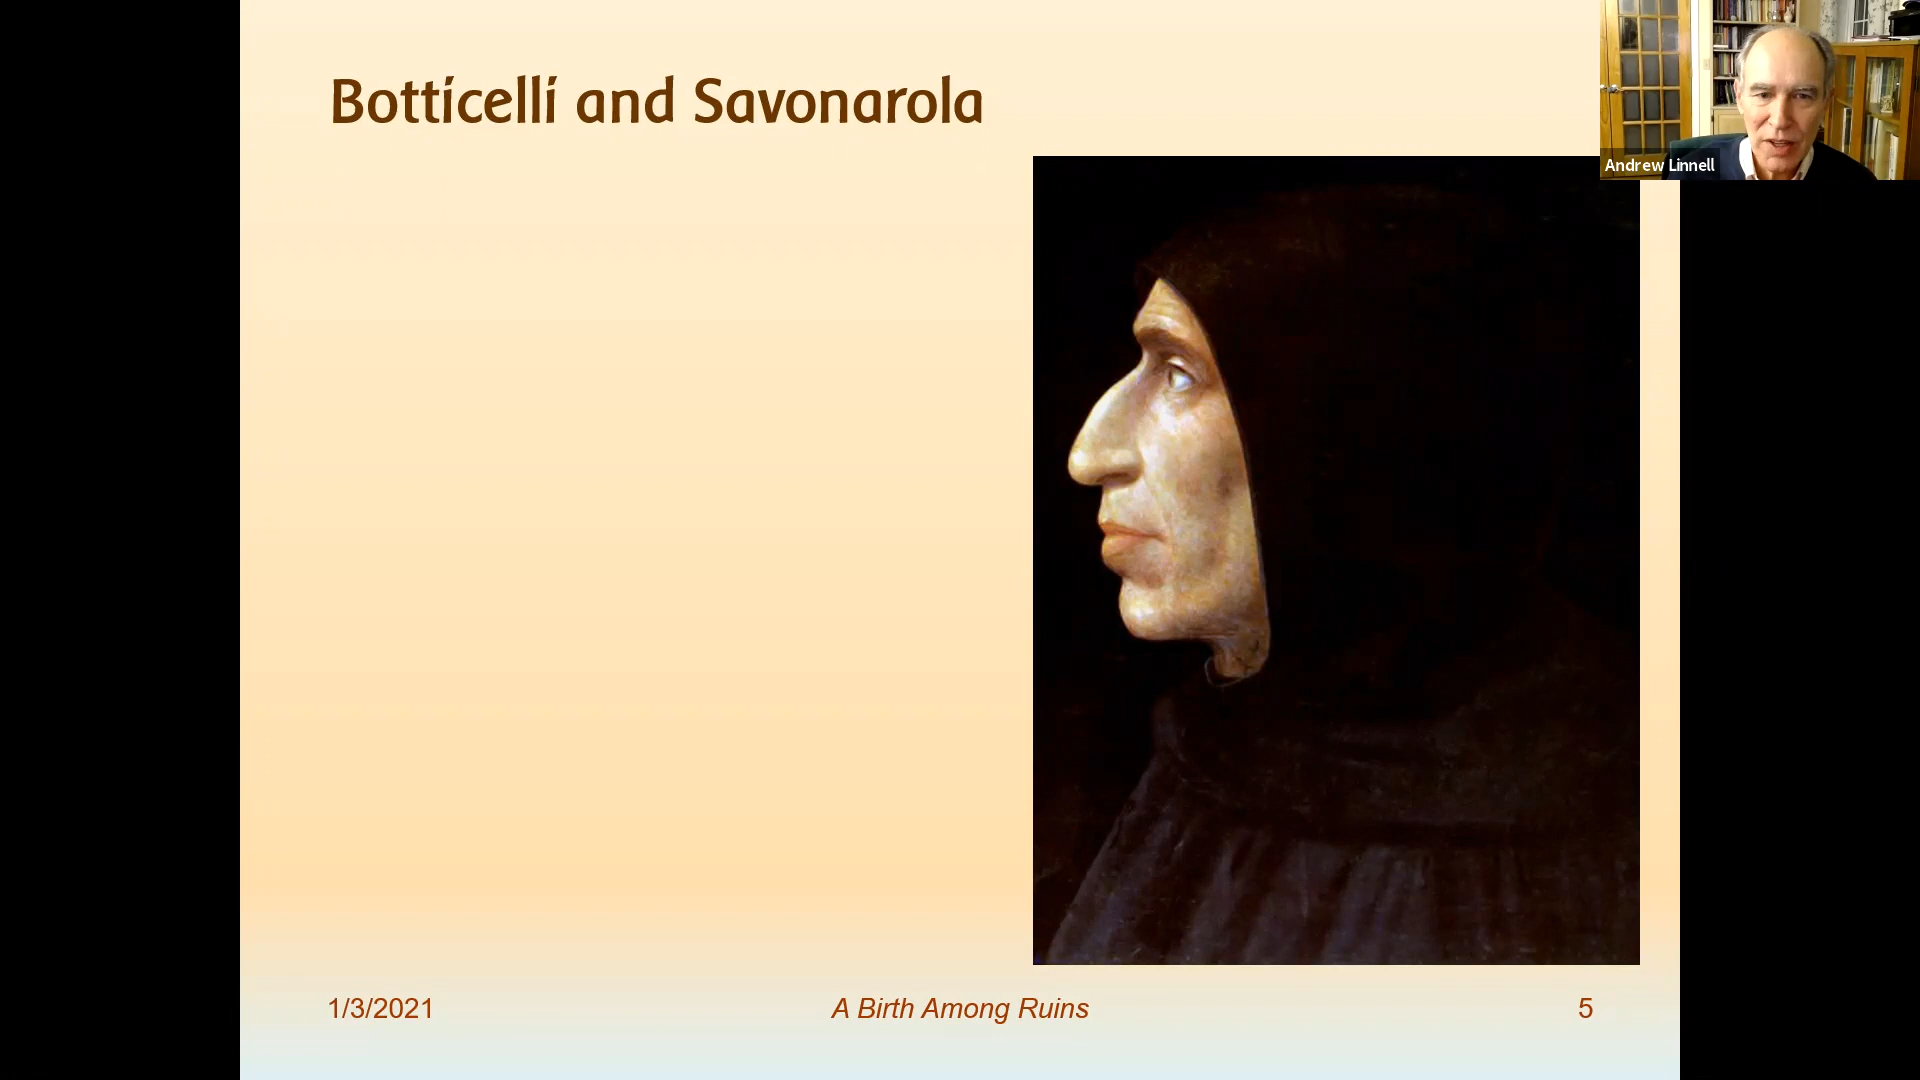 Botticelli and Savonarola
Andrew Linnell
1/3/2021
A Birth Among Ruins
5